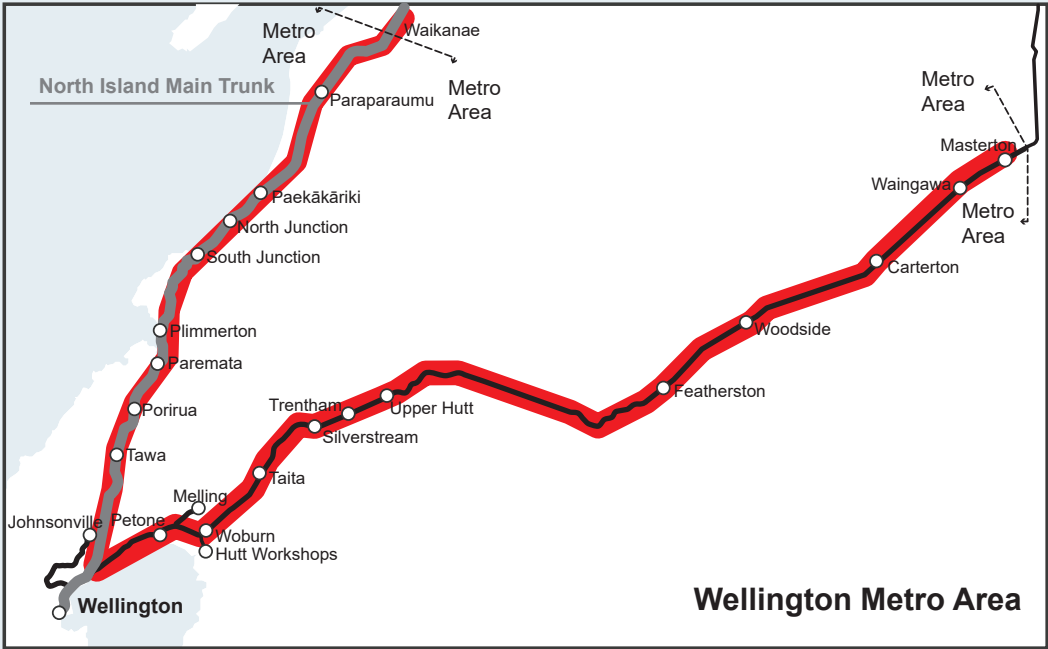 Metro
Area
Waikanae
North Island Main Trunk
Metro
Area
Paraparaumu
Metro
Area
Masterton
Waingawa
Metro
Area
Paekākāriki
North Junction
South Junction
Carterton
Plimmerton
Woodside
Paremata
Featherston
Porirua
Trentham
Upper Hutt
Silverstream
Tawa
Taita
Melling
Johnsonville
Petone
Woburn
Hutt Workshops
Wellington
Wellington Metro Area